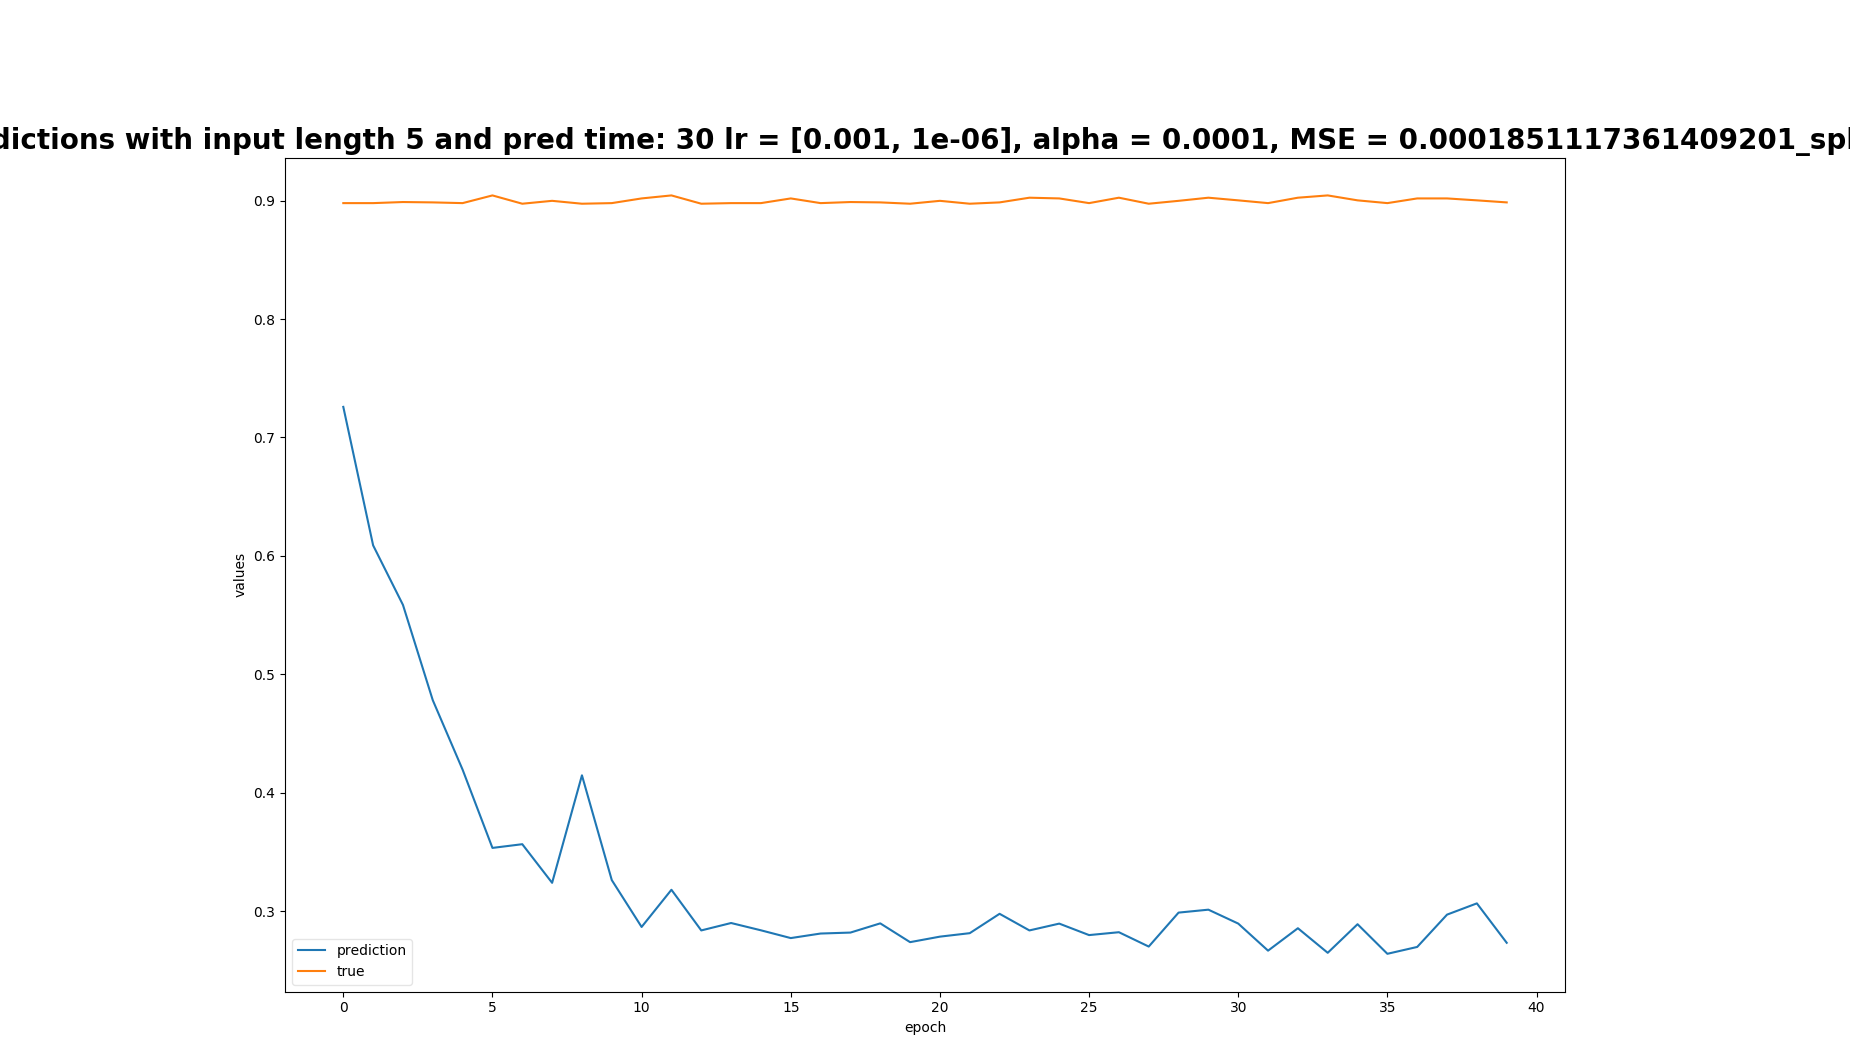 dictions with input length 5 and pred time: 30 lr = [0.001, 1e-06], alpha = 0.0001, MSE = 0.0001851117361409201_spl
0.9
0.8
0.7
0.6
0.5
0.4
0.3
values
prediction
true
0 5 10 15 20 25 30 35 40
epoch